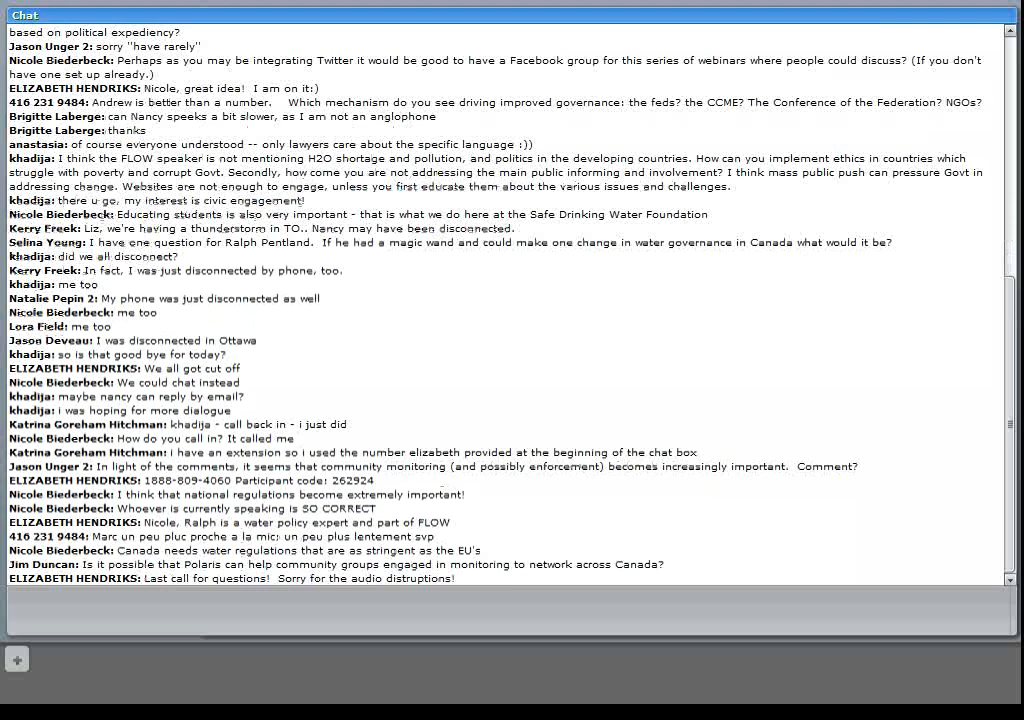 Chat
based on political expediency?
Jason Unger 2: sorry "have rarely"
Nicole Biederbeck: Perhaps as you may be integrating Twitter it would be good to have a Facebook group for this series of webinars where people could discuss? (If you don't
have one set up already.)
ELIZABETH HENDRIKS: Nicole, great idea!  I am on it:)
416 231 9484: Andrew is better than a number.    Which mechanism do you see driving improved governance: the feds? the CCME? The Conference of the Federation? NGOs?
Brigitte Laberge: can Nancy speeks a bit slower, as I am not an anglophone
Brigitte Laberge: thanks
anastasia: of course everyone understood -- only lawyers care about the specific language :))
khadija: I think the FLOW speaker is not mentioning H2O shortage and pollution, and politics in the developing countries. How can you implement ethics in countries which
struggle with poverty and corrupt Govt. Secondly, how come you are not addressing the main public informing and involvement? I think mass public push can pressure Govt in
addressing change. Websites are not enough to engage, unless you first educate them about the various issues and challenges.
khadija: there u go, my interest is civic engagement!
Nicole Biederbeck: Educating students is also very important - that is what we do here at the Safe Drinking Water Foundation
Kerry Freek: Liz, we're having a thunderstorm in TO.. Nancy may have been disconnected.
Selina Young: I have one question for Ralph Pentland.  If he had a magic wand and could make one change in water governance in Canada what would it be?
khadija: did we all disconnect?
Kerry Freek: In fact, I was just disconnected by phone, too.
khadija: me too
Natalie Pepin 2: My phone was just disconnected as well
Nicole Biederbeck: me too
Lora Field: me too
Jason Deveau: I was disconnected in Ottawa
khadija: so is that good bye for today?
ELIZABETH HENDRIKS: We all got cut off
Nicole Biederbeck: We could chat instead
khadija: maybe nancy can reply by email?
khadija: i was hoping for more dialogue
Katrina Goreham Hitchman: khadija - call back in - i just did
Nicole Biederbeck: How do you call in? It called me
Katrina Goreham Hitchman: i have an extension so i used the number elizabeth provided at the beginning of the chat box
Jason Unger 2: In light of the comments, it seems that community monitoring (and possibly enforcement) becomes increasingly important.  Comment?
ELIZABETH HENDRIKS: 1888-809-4060 Participant code: 262924
Nicole Biederbeck: I think that national regulations become extremely important!
Nicole Biederbeck: Whoever is currently speaking is SO CORRECT
ELIZABETH HENDRIKS: Nicole, Ralph is a water policy expert and part of FLOW
416 231 9484: Marc un peu pluc proche a la mic; un peu plus lentement svp
Nicole Biederbeck: Canada needs water regulations that are as stringent as the EU's
Jim Duncan: Is it possible that Polaris can help community groups engaged in monitoring to network across Canada?
ELIZABETH HENDRIKS: Last call for questions!  Sorry for the audio distruptions!